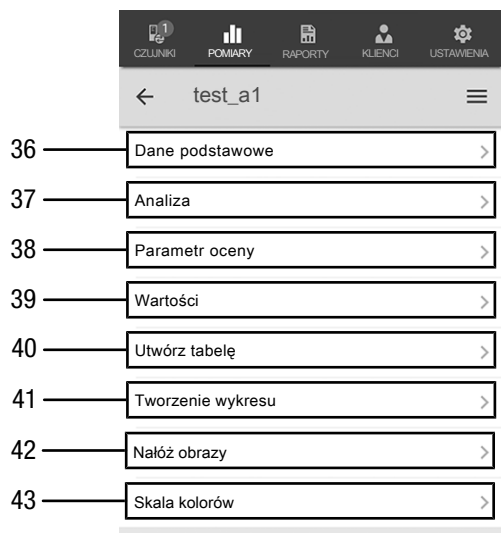 1
CZUJNIKI POMIARY RAPORTY KLIENCI USTAWIENIA
test_a1
36 Dane podstawowe
37 Analiza
38 Parametr oceny
39 Wartości
40 Utwórz tabelę
41 Tworzenie wykresu
42 Nałóż obrazy
43 Skala kolorów